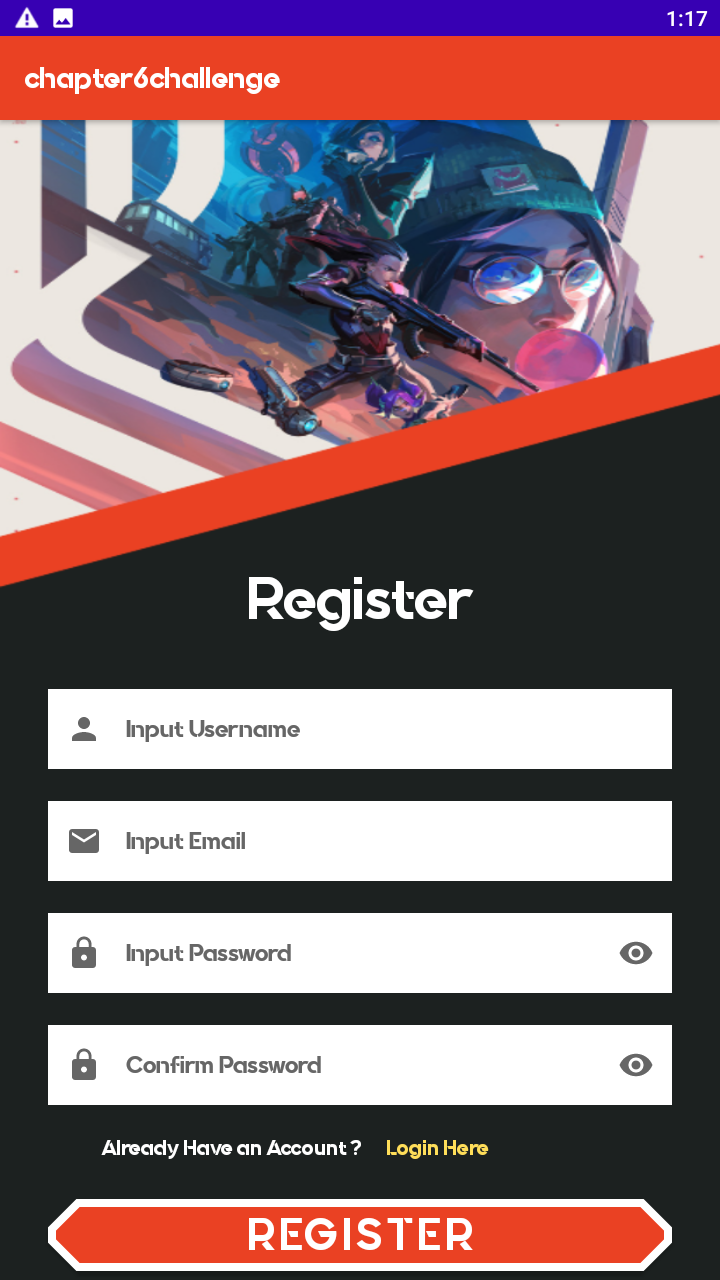 1:17
chapter6challenge
Register
Input Username
Input Email
Input Password
Confirm Password
Already Have an Account ? Login Here
REGISTER